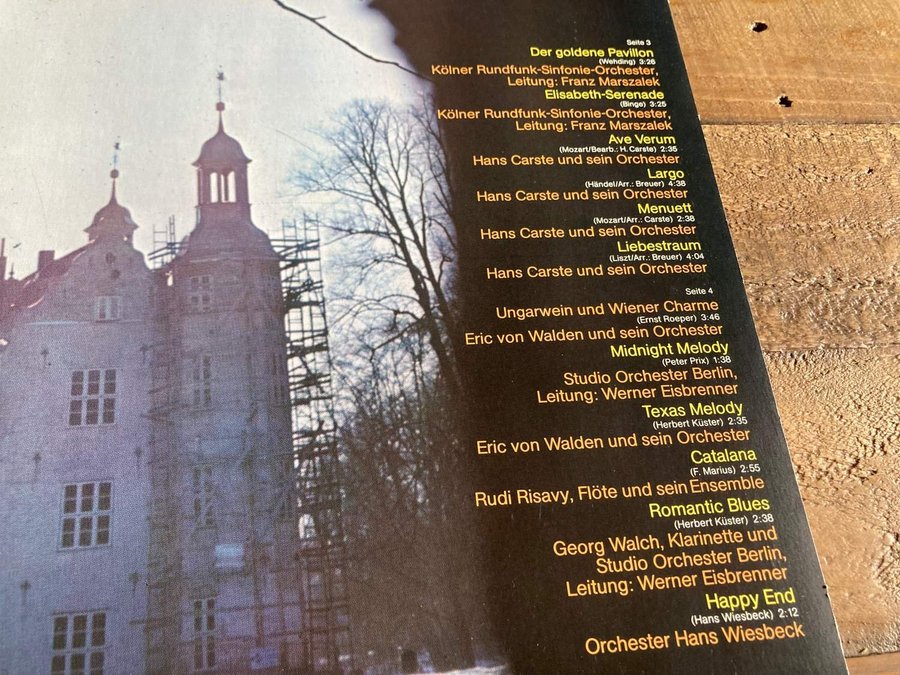 Seite 3
Der goldene Pavillon
(Wehding) 3:26
Kölner Rundfunk-Sinfonie-Orchester,
Leitung: Franz Marszalek
Elisabeth-Serenade
(Binge) 3:25
Kölner Rundfunk-Sinfonie-Orchester,
Leitung: Franz Marszalek
Ave Verum
(Mozart/Bearb.: H. Carste) 2:35
Hans Carste und sein Orchester
Largo
(Händel/Arr.: Breuer) 4:38
Hans Carste und sein Orchester
Menuett
(Mozart/Arr.: Carste) 2:38
Hans Carste und sein Orchester
Liebestraum
(Liszt/Arr.: Breuer) 4:04
Hans Carste und sein Orchester
Seite 4
Ungarwein und Wiener Charme
(Ernst Roeper) 3:46
Eric von Walden und sein Orchester
Midnight Melody
(Peter Prix) 1:38
Studio Orchester Berlin,
Leitung: Werner Eisbrenner
Texas Melody
(Herbert Küster) 2:35
Eric von Walden und sein Orchester
Catalana
(F. Marius) 2:55
Rudi Risavy, Flöte und sein Ensemble
Romantic Blues
(Herbert Küster) 2:38
Georg Walch, Klarinette und
Studio Orchester Berlin,
Leitung: Werner Eisbrenner
Happy End
(Hans Wiesbeck) 2:12
Orchester Hans Wiesbeck